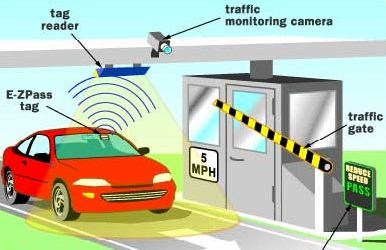 tag
reader
traffic
monitoring camera
E-ZPass
tag
traffic
gate
5
MPH
REDUCE
SPEED
PASS